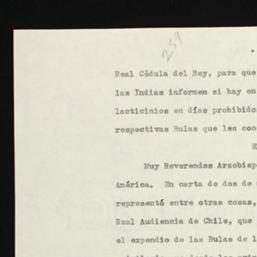 259
Real Cédula del Rey, para que
las Indias informen si hay en
lacticinios en días prohibido
respectivas Bulas que les con
Muy Reverendos Arzobisp
América. En carta de dos de
representó entre otras cosas,
Real Audiencia de Chile, que
el expendio de las Bulas de l